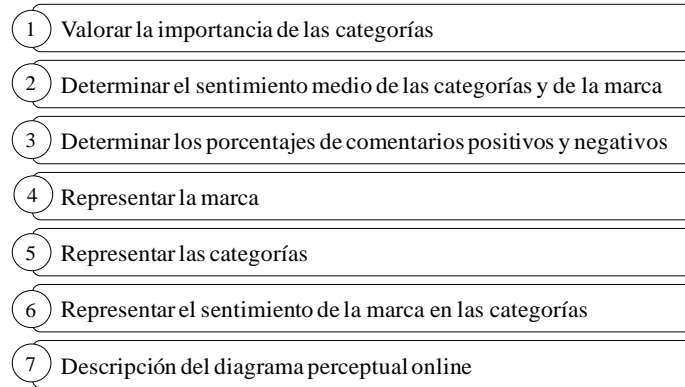 1 Valorar la importancia de las categorías
2 Determinar el sentimiento medio de las categorías y de la marca
3 Determinar los porcentajes de comentarios positivos y negativos
4 Representar la marca
5 Representar las categorías
6 Representar el sentimiento de la marca en las categorías
7 Descripción del diagrama perceptual online